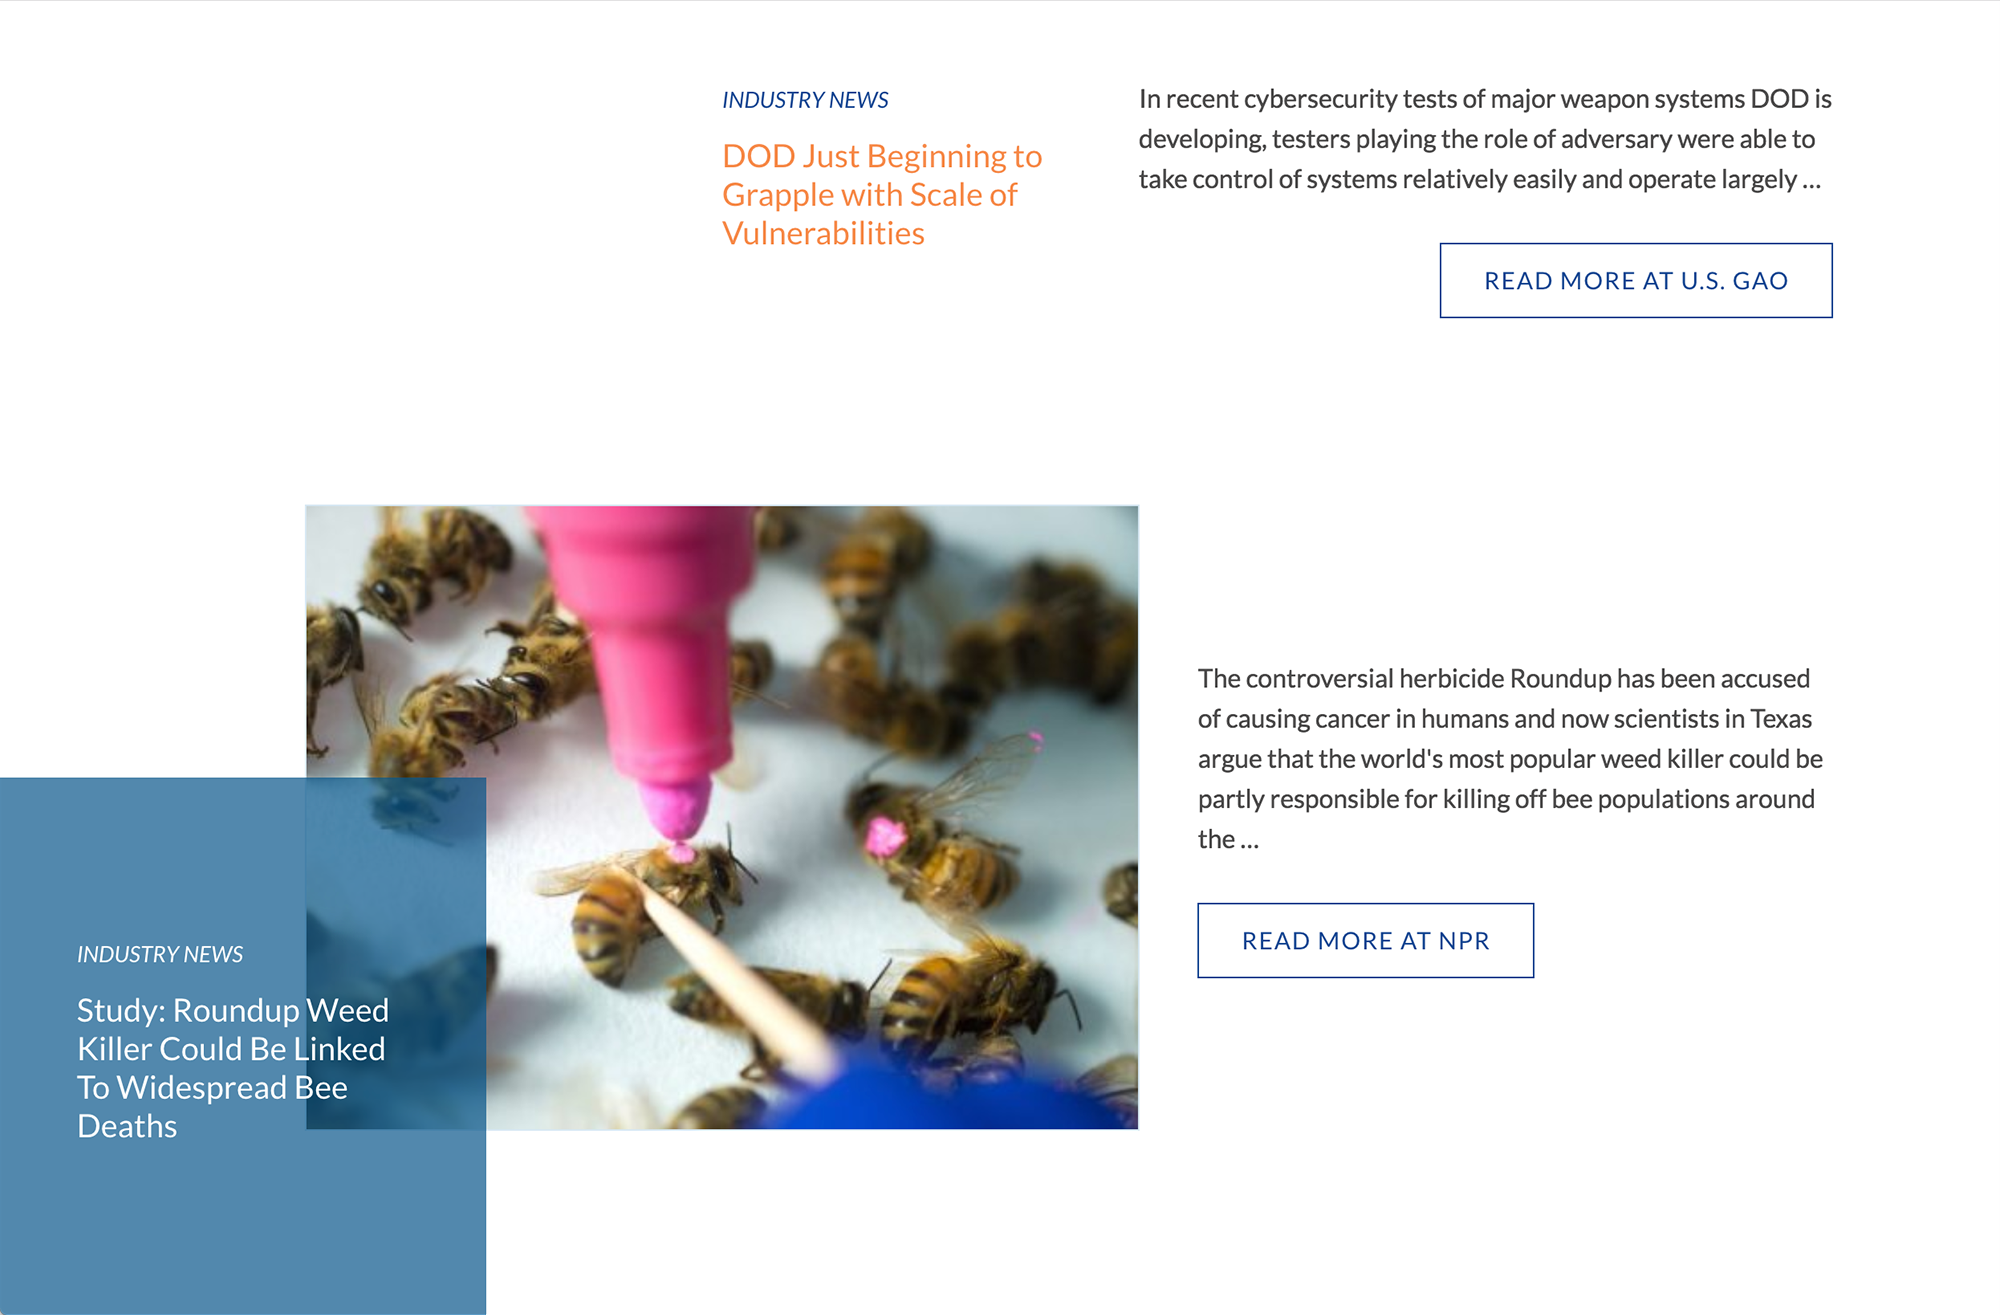 INDUSTRY NEWS
DOD Just Beginning to
Grapple with Scale of
Vulnerabilities
In recent cybersecurity tests of major weapon systems DOD is
developing, testers playing the role of adversary were able to
take control of systems relatively easily and operate largely ...
READ MORE AT U.S. GAO
INDUSTRY NEWS
Study: Roundup Weed
Killer Could Be Linked
To Widespread Bee
Deaths
The controversial herbicide Roundup has been accused
of causing cancer in humans and now scientists in Texas
argue that the world's most popular weed killer could be
partly responsible for killing off bee populations around
the ...
READ MORE AT NPR